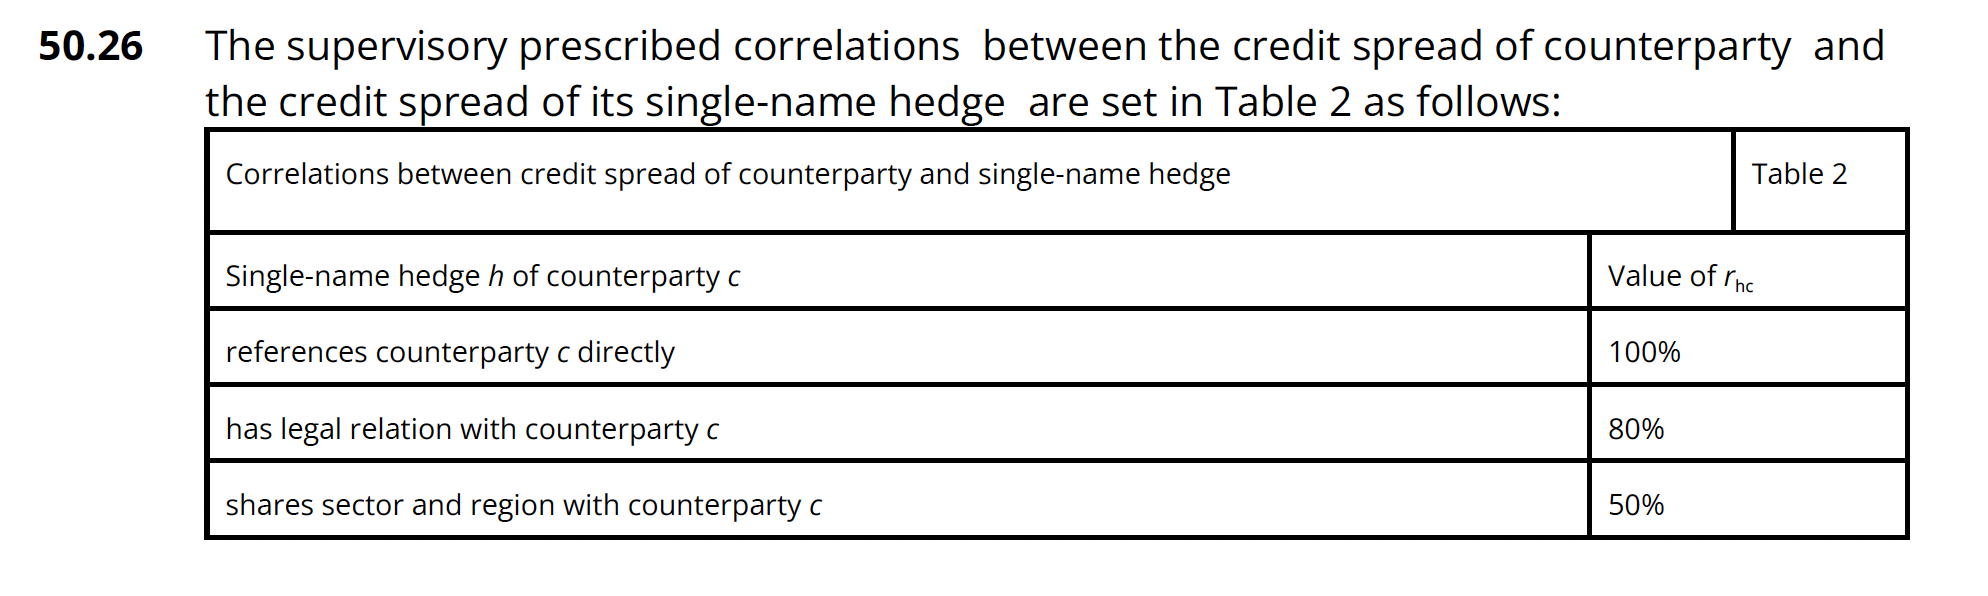 50.26 The supervisory prescribed correlations  between the credit spread of counterparty  and
the credit spread of its single-name hedge  are set in Table 2 as follows:
Correlations between credit spread of counterparty and single-name hedge Table 2
Single-name hedge h of counterparty c Value of rhc
references counterparty c directly 100%
has legal relation with counterparty c 80%
shares sector and region with counterparty c 50%